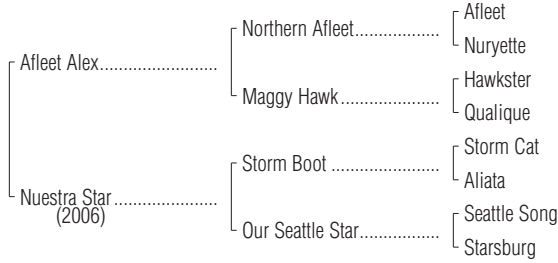 Afleet
Northern Afleet
Nuryette
Afleet Alex
Hawkster
Maggy Hawk
Qualique
Storm Cat
Storm Boot
Aliata
Nuestra Star
(2006)
Seattle Song
Our Seattle Star
Starsburg